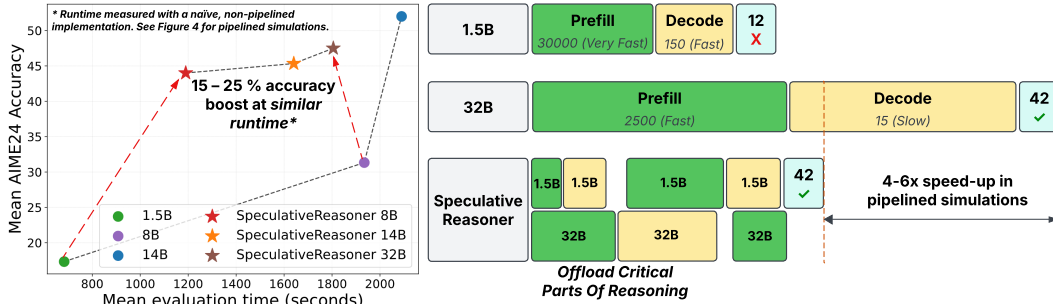 * Runtime measured with a naïve, non-pipelined
implementation. See Figure 4 for pipelined simulations.
Mean AIME24 Accuracy
50
45
40
35
30
25
20
15 – 25 % accuracy
boost at similar
runtime*
1.5B
8B
14B
SpeculativeReasoner 8B
SpeculativeReasoner 14B
SpeculativeReasoner 32B
800
1000
1200
1400
1600
1800
2000
Mean evaluation time (seconds)
1.5B
Prefill
30000 (Very Fast)
Decode
150 (Fast)
12
X
32B
Prefill
2500 (Fast)
Decode
15 (Slow)
42
✓
Speculative
Reasoner
1.5B
1.5B
1.5B
1.5B
42
✓
32B
32B
32B
Offload Critical
Parts Of Reasoning
4-6x speed-up in
pipelined simulations